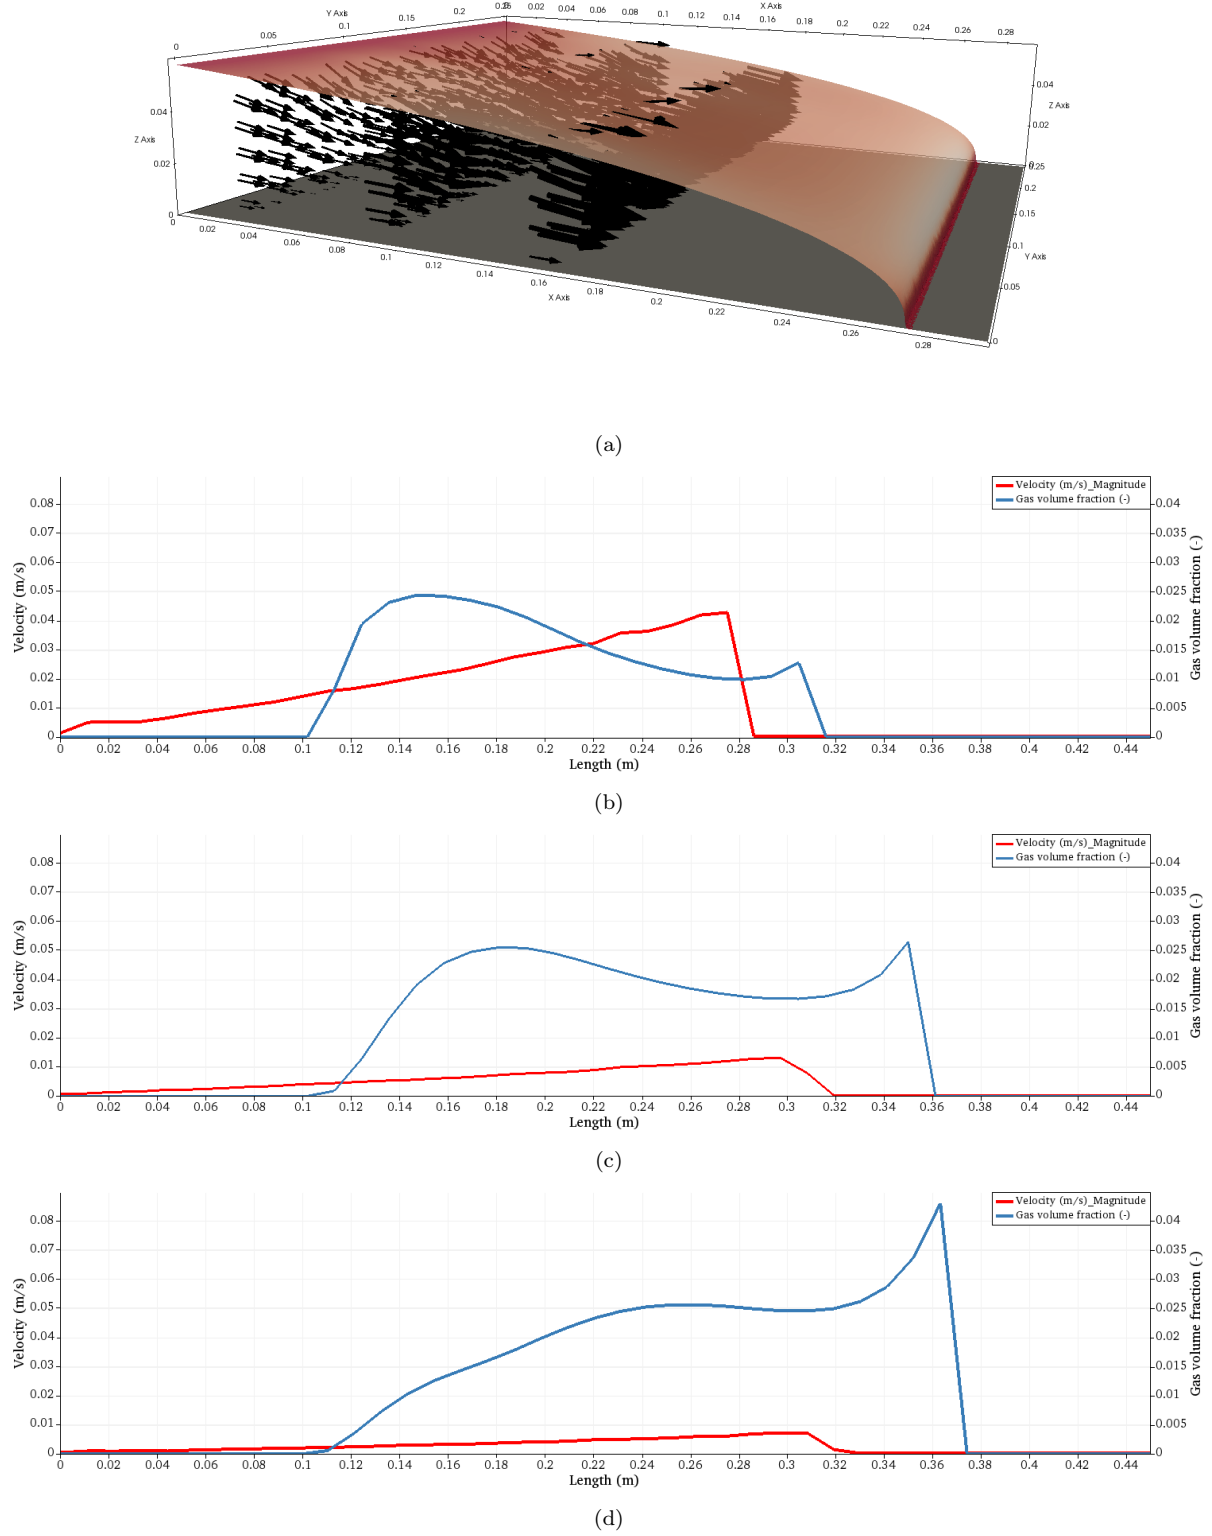 Y Axis
X Axis
0 0.05 0.1 0.15 0.2 0.25
0.02 0.04 0.06 0.08 0.1 0.12 0.14 0.16 0.18 0.2 0.22 0.24 0.26 0.28
0.04
Z Axis
0.02
0
0.04
Z Axis
0.02
0.25
0.2
0.15
0.1
Y Axis
0.05
0
0 0.02 0.04 0.06 0.08 0.1 0.12 0.14 0.16 0.18 0.2 0.22 0.24 0.26 0.28
X Axis
(a)
Velocity (m/s)_Magnitude
Gas volume fraction (-)
Velocity (m/s)
0.08
0.07
0.06
0.05
0.04
0.03
0.02
0.01
0
Gas volume fraction (-)
0.04
0.035
0.03
0.025
0.02
0.015
0.01
0.005
0
0 0.02 0.04 0.06 0.08 0.1 0.12 0.14 0.16 0.18 0.2 0.22 0.24 0.26 0.28 0.3 0.32 0.34 0.36 0.38 0.4 0.42 0.44
Length (m)
(b)
Velocity (m/s)_Magnitude
Gas volume fraction (-)
Velocity (m/s)
0.08
0.07
0.06
0.05
0.04
0.03
0.02
0.01
0
Gas volume fraction (-)
0.04
0.035
0.03
0.025
0.02
0.015
0.01
0.005
0
0 0.02 0.04 0.06 0.08 0.1 0.12 0.14 0.16 0.18 0.2 0.22 0.24 0.26 0.28 0.3 0.32 0.34 0.36 0.38 0.4 0.42 0.44
Length (m)
(c)
Velocity (m/s)_Magnitude
Gas volume fraction (-)
Velocity (m/s)
0.08
0.07
0.06
0.05
0.04
0.03
0.02
0.01
0
Gas volume fraction (-)
0.04
0.035
0.03
0.025
0.02
0.015
0.01
0.005
0
0 0.02 0.04 0.06 0.08 0.1 0.12 0.14 0.16 0.18 0.2 0.22 0.24 0.26 0.28 0.3 0.32 0.34 0.36 0.38 0.4 0.42 0.44
Length (m)
(d)